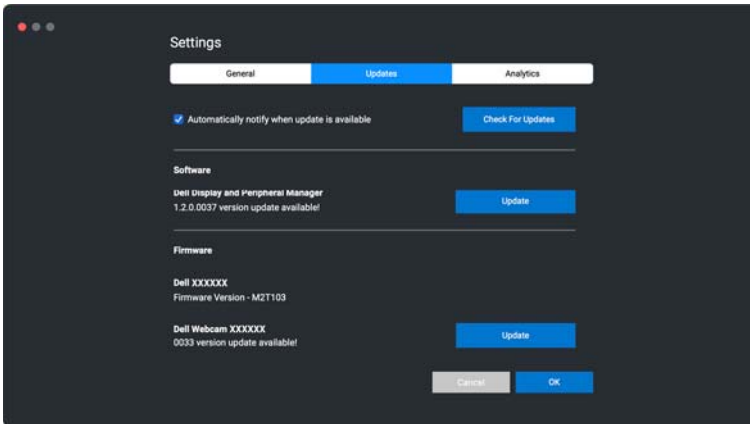 Settings
General Updates Analytics
Automatically notify when update is available Check For Updates
Software
Dell Display and Peripheral Manager
1.2.0.0037 version update available!
Update
Firmware
Dell XXXXXX
Firmware Version - M2T103
Dell Webcam XXXXXX
0033 version update available!
Update
Cancel OK